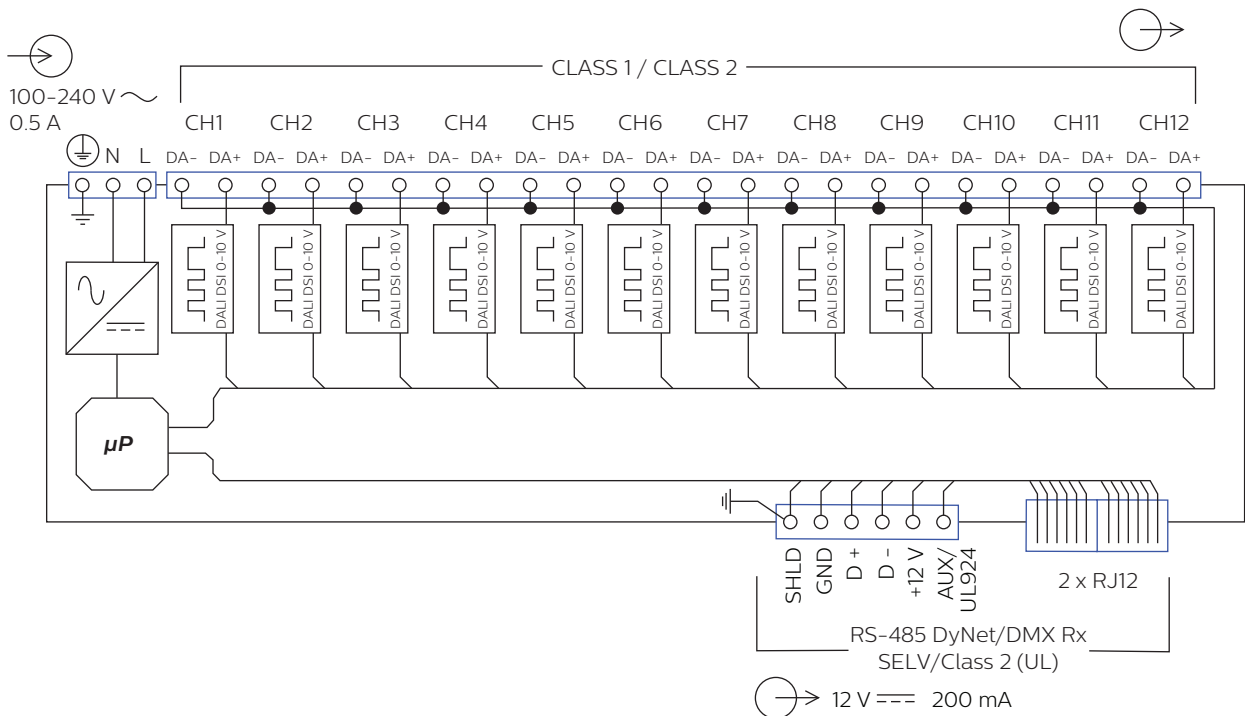 CLASS 1 / CLASS 2
100-240 V
0.5 A
CH1 CH2 CH3 CH4 CH5 CH6 CH7 CH8 CH9 CH10 CH11 CH12
N L DA- DA+ DA- DA+ DA- DA+ DA- DA+ DA- DA+ DA- DA+ DA- DA+ DA- DA+ DA- DA+ DA- DA+ DA- DA+ DA- DA+
DALI DSI 0-10 V
DALI DSI 0-10 V
DALI DSI 0-10 V
DALI DSI 0-10 V
DALI DSI 0-10 V
DALI DSI 0-10 V
DALI DSI 0-10 V
DALI DSI 0-10 V
DALI DSI 0-10 V
DALI DSI 0-10 V
DALI DSI 0-10 V
DALI DSI 0-10 V
µP
SHLD
GND
D +
D -
+12 V
AUX/
UL924
2 x RJ12
RS-485 DyNet/DMX Rx
SELV/Class 2 (UL)
12 V 200 mA